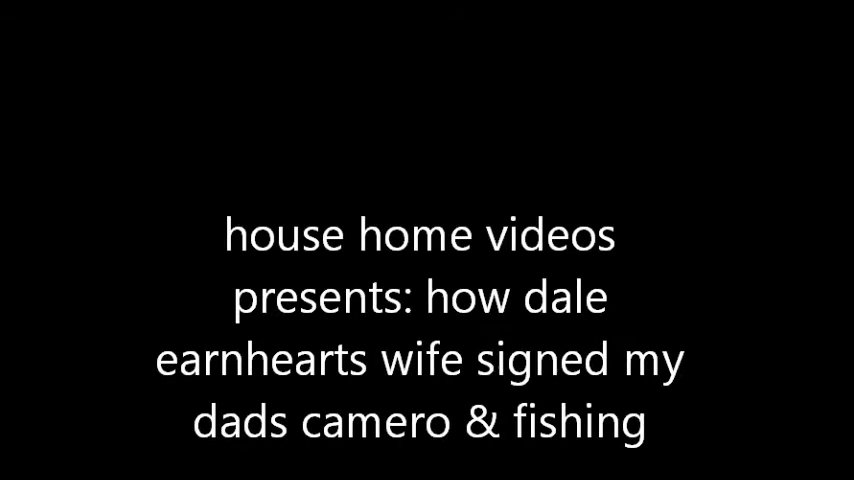 house home videos
presents: how dale
earnhearts wife signed my
dads camero & fishing